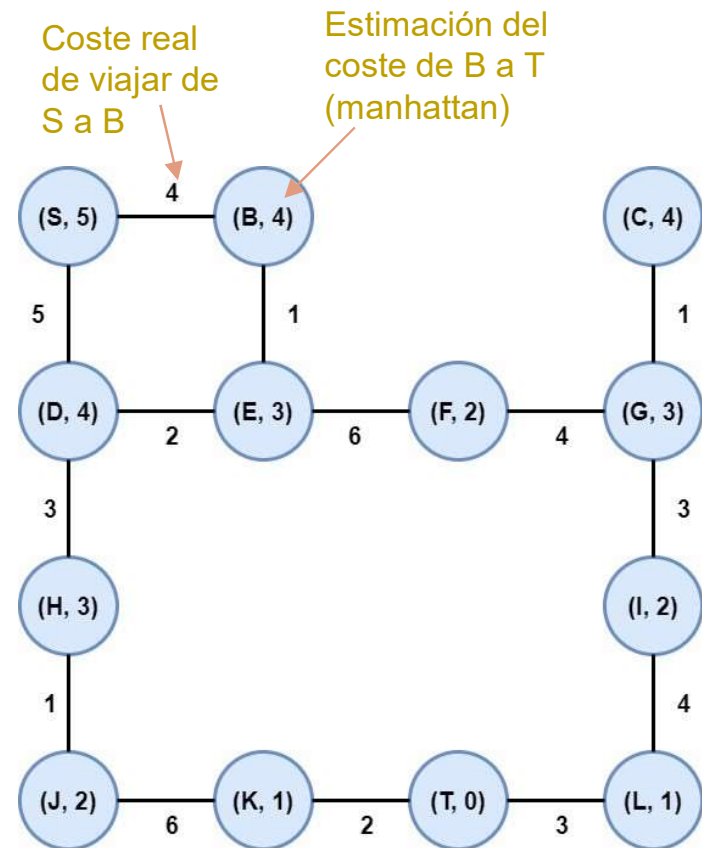 Coste real
de viajar de
S a B
Estimación del
coste de B a T
(manhattan)
(S, 5)
4
(B, 4)
(C, 4)
5
1
1
(D, 4)
2
(E, 3)
6
(F, 2)
4
(G, 3)
3
3
(H, 3)
(I, 2)
1
4
(J, 2)
6
(K, 1)
2
(T, 0)
3
(L, 1)